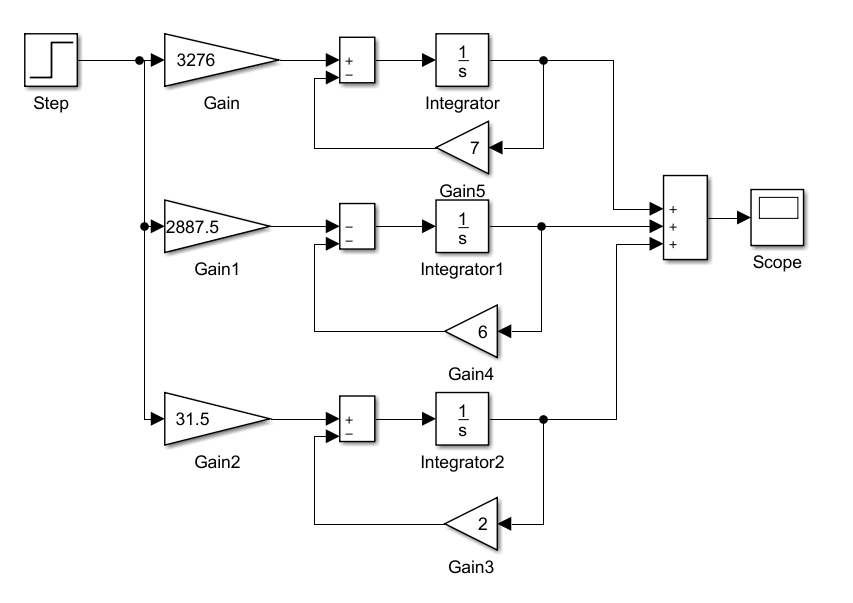 Step
3276
Gain
+
−
1
s
Integrator
7
Gain5
2887.5
Gain1
−
−
1
s
Integrator1
6
Gain4
+
+
+
Scope
31.5
Gain2
+
−
1
s
Integrator2
2
Gain3